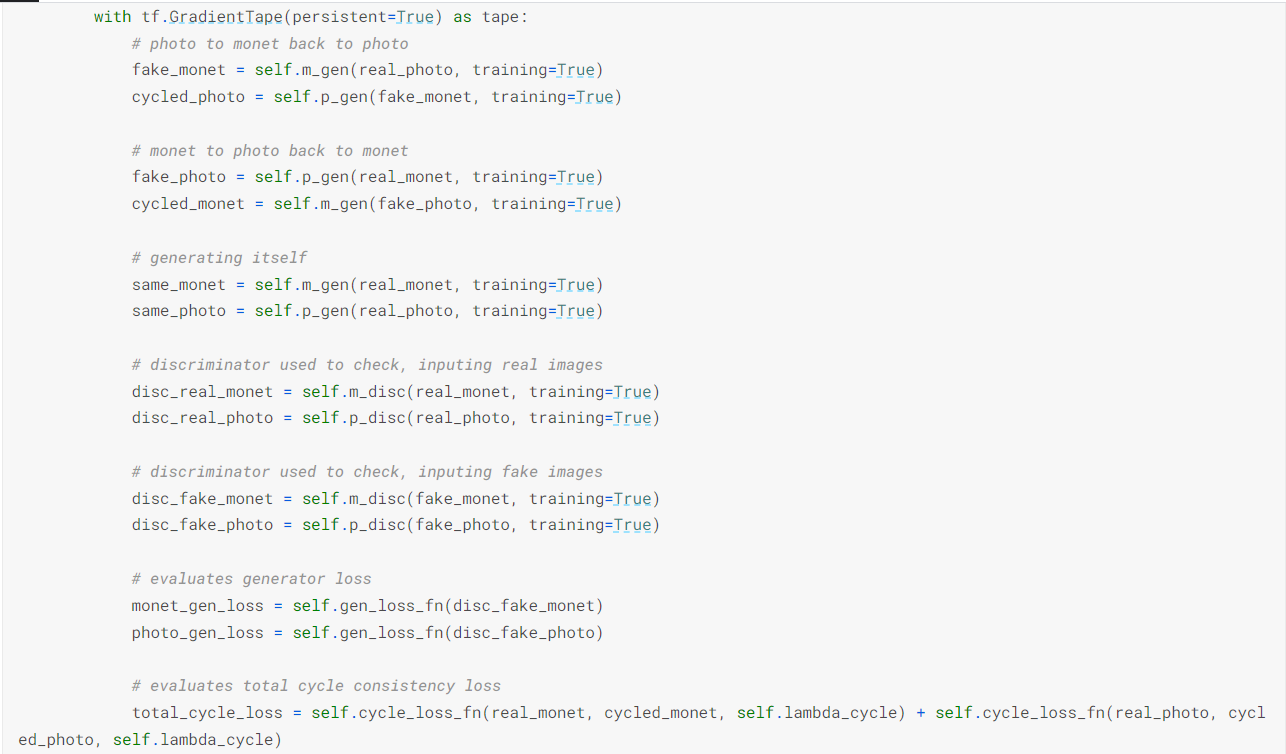 with tf.GradientTape(persistent=True) as tape:
# photo to monet back to photo
fake_monet = self.m_gen(real_photo, training=True)
cycled_photo = self.p_gen(fake_monet, training=True)
# monet to photo back to monet
fake_photo = self.p_gen(real_monet, training=True)
cycled_monet = self.m_gen(fake_photo, training=True)
# generating itself
same_monet = self.m_gen(real_monet, training=True)
same_photo = self.p_gen(real_photo, training=True)
# discriminator used to check, inputing real images
disc_real_monet = self.m_disc(real_monet, training=True)
disc_real_photo = self.p_disc(real_photo, training=True)
# discriminator used to check, inputing fake images
disc_fake_monet = self.m_disc(fake_monet, training=True)
disc_fake_photo = self.p_disc(fake_photo, training=True)
# evaluates generator loss
monet_gen_loss = self.gen_loss_fn(disc_fake_monet)
photo_gen_loss = self.gen_loss_fn(disc_fake_photo)
# evaluates total cycle consistency loss
total_cycle_loss = self.cycle_loss_fn(real_monet, cycled_monet, self.lambda_cycle) + self.cycle_loss_fn(real_photo, cycl
ed_photo, self.lambda_cycle)